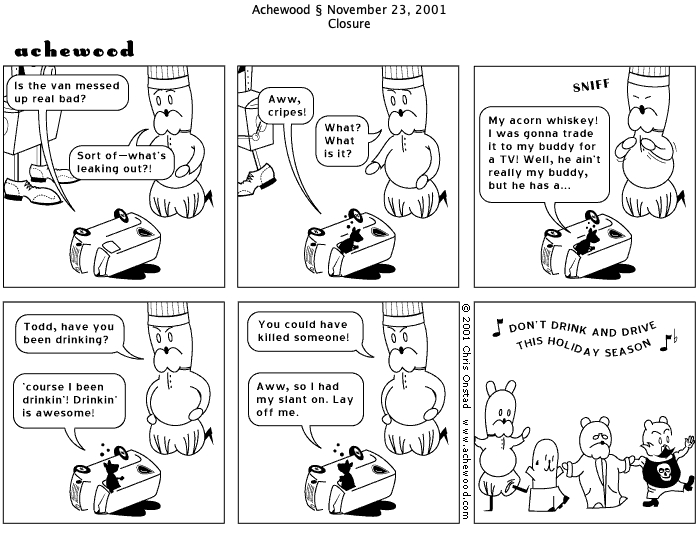 Achewood § November 23, 2001
Closure
achewood
Is the van messed
up real bad?
Sort of—what's
leaking out?!
Aww,
cripes!
What?
What
is it?
SNIFF
My acorn whiskey!
I was gonna trade
it to my buddy for
a TV! Well, he ain't
really my buddy,
but he has a...
Todd, have you
been drinking?
'course I been
drinkin'! Drinkin'
is awesome!
You could have
killed someone!
Aww, so I had
my slant on. Lay
off me.
© 2001 Chris Onstad www.achewood.com
DON'T DRINK AND DRIVE
THIS HOLIDAY SEASON